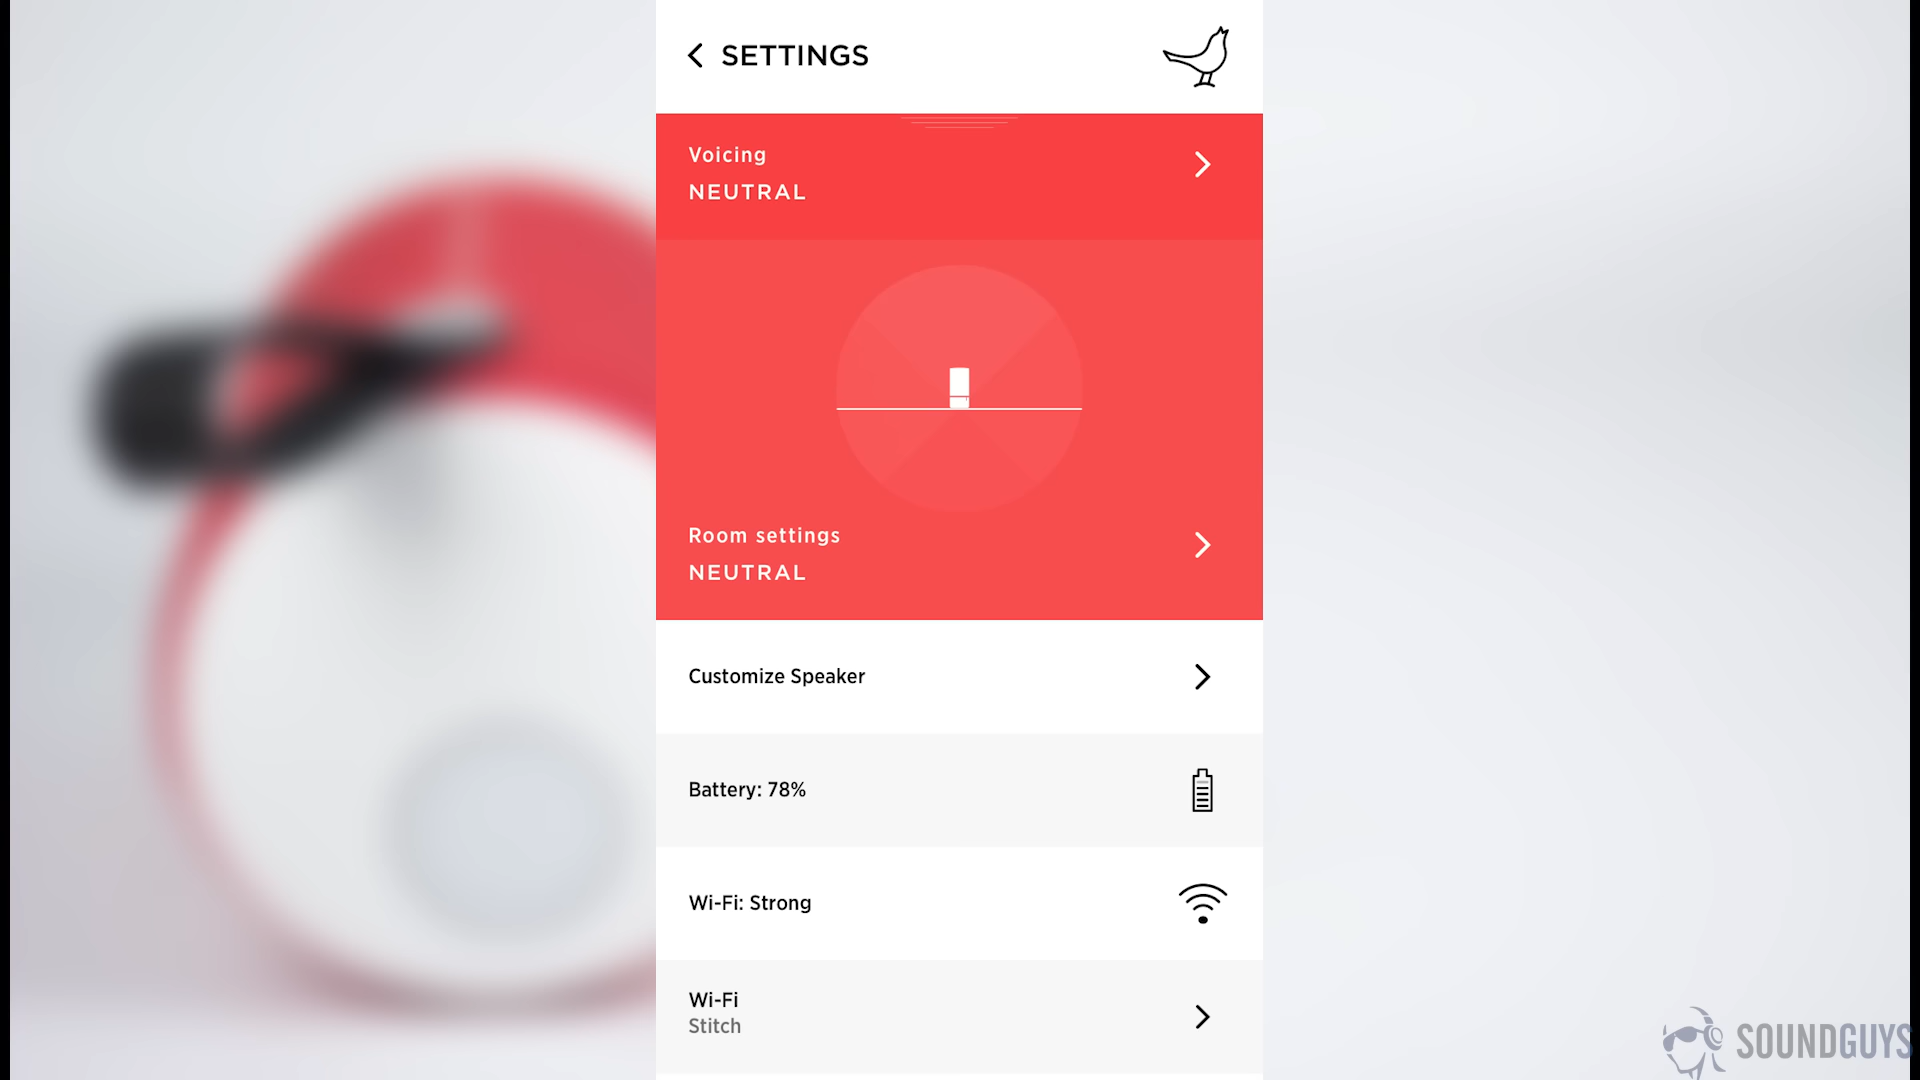 SETTINGS
Voicing
NEUTRAL
Room settings
NEUTRAL
Customize Speaker
Battery: 78%
Wi-Fi: Strong
Wi-Fi
Stitch
SOUNDGUYS